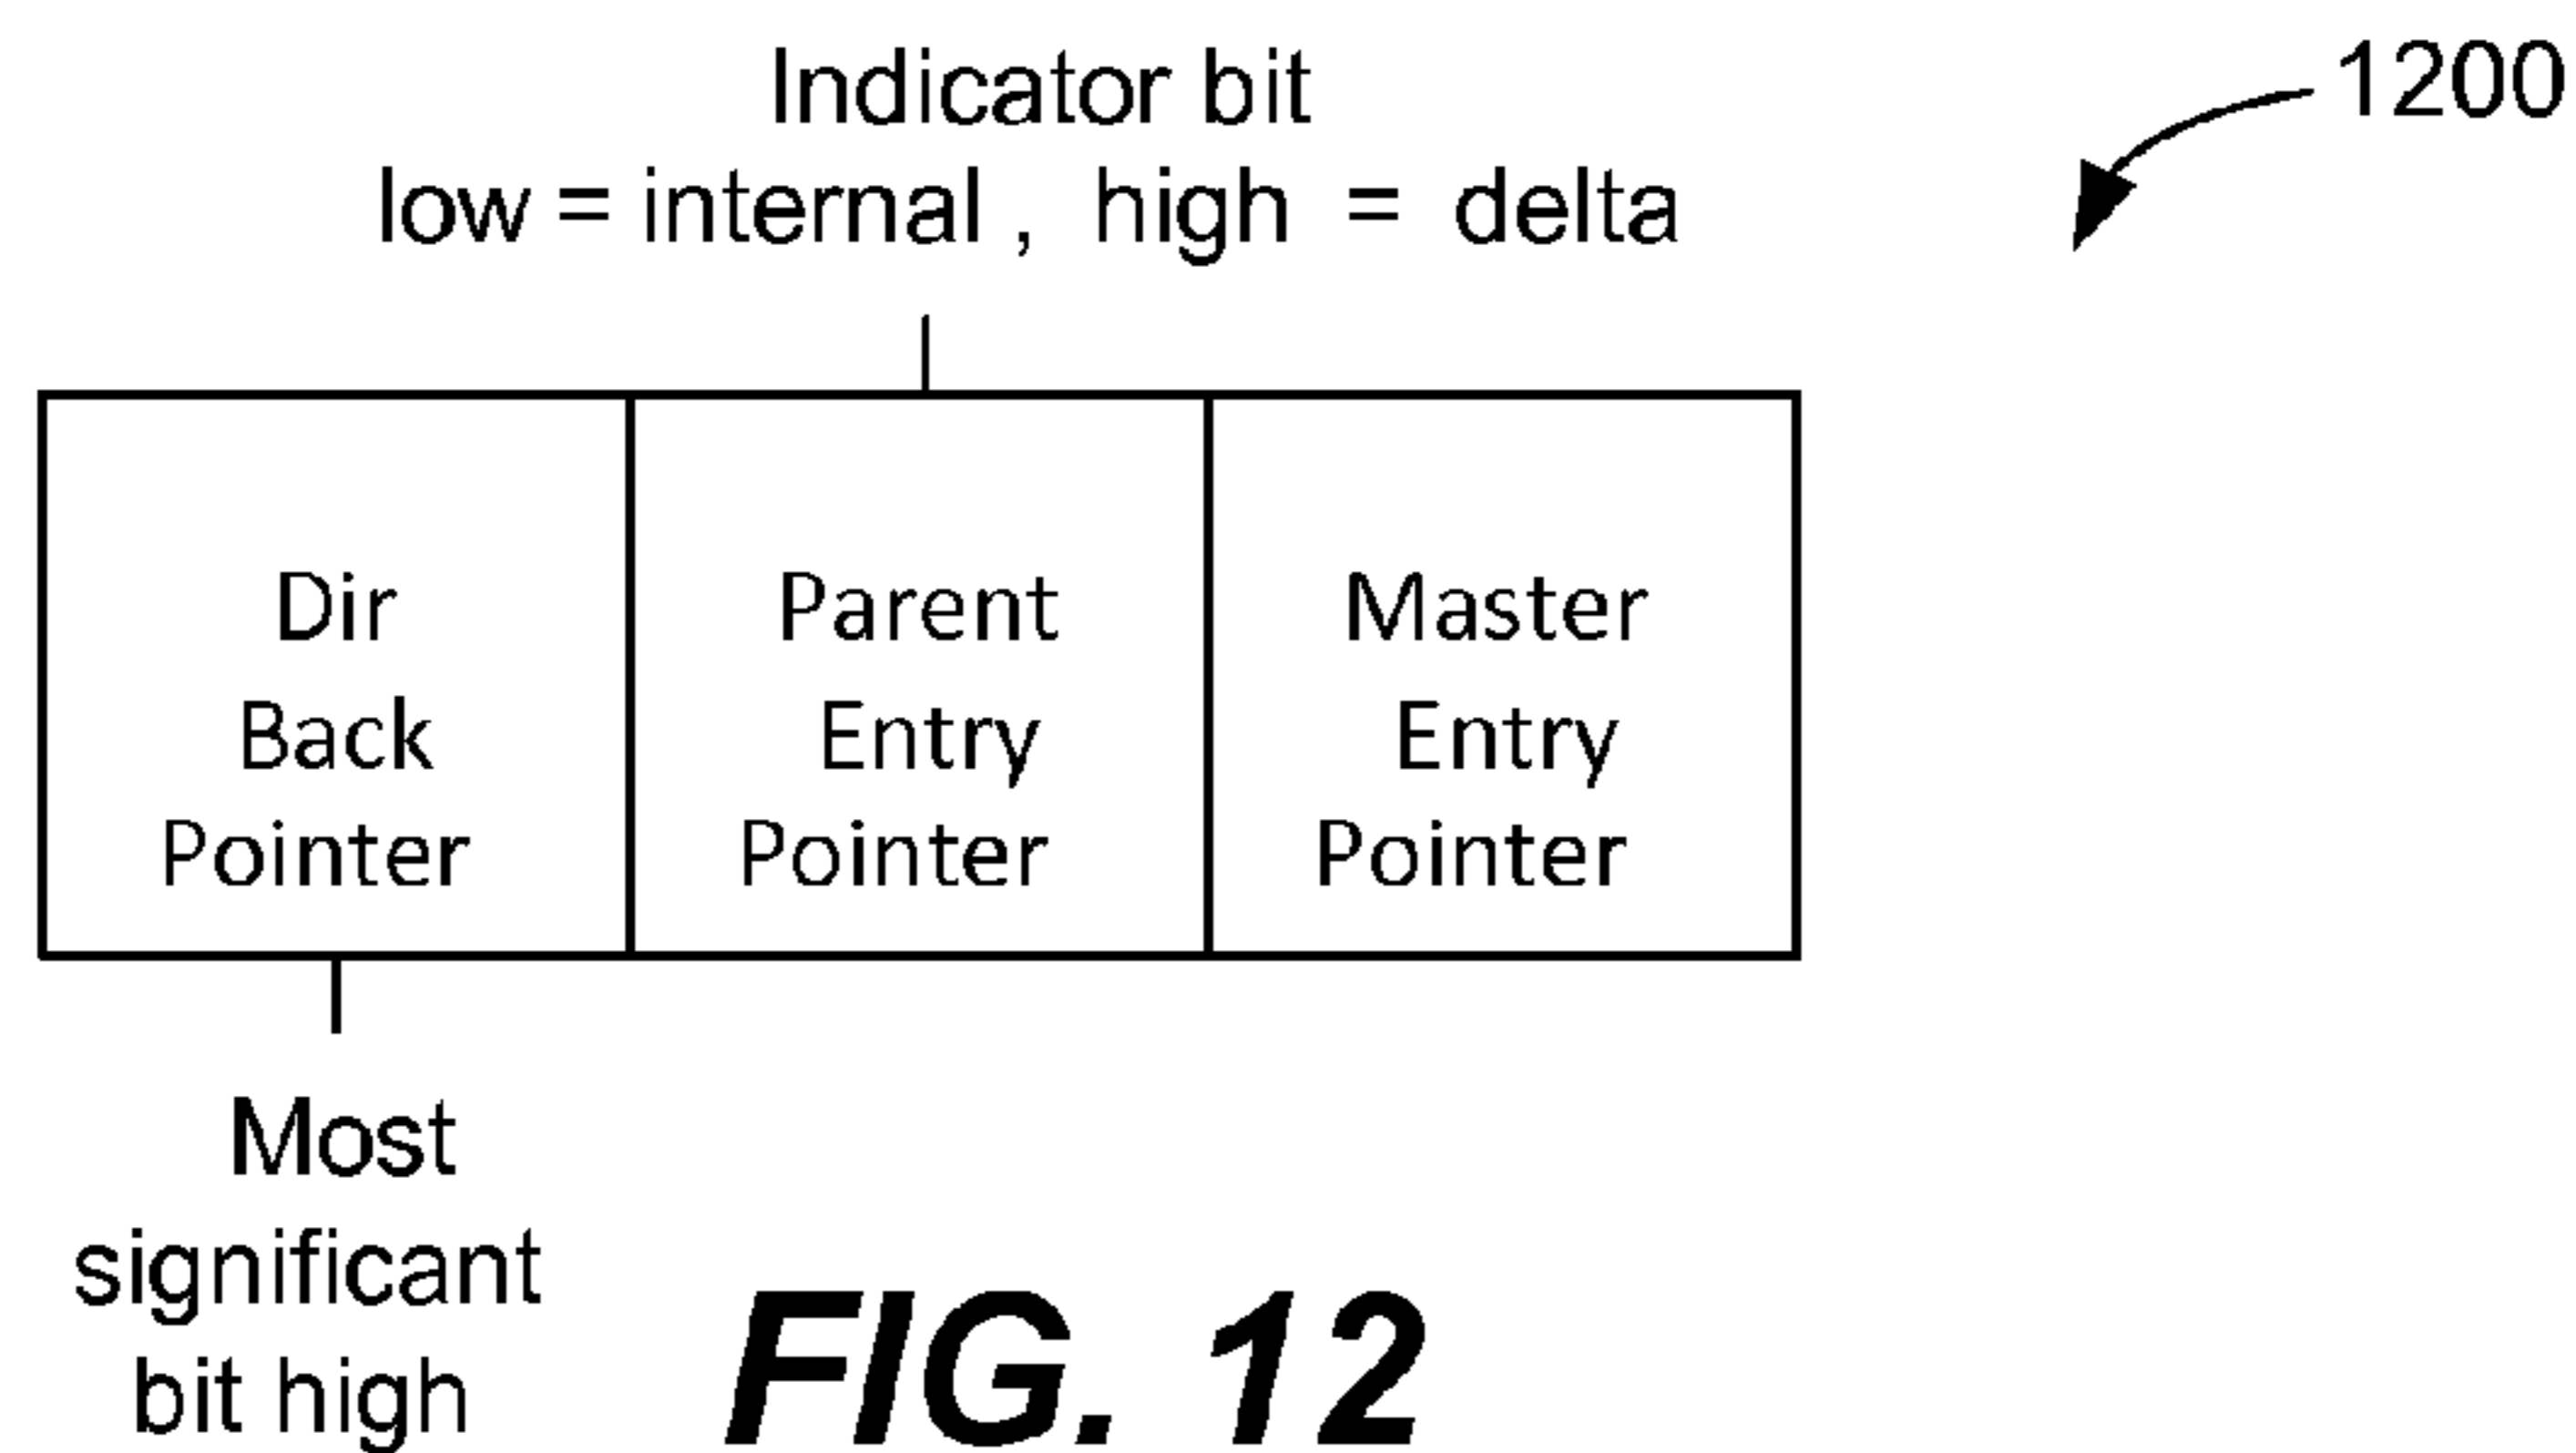 Indicator bit
low = internal , high = delta
1200
Dir
Back
Pointer
Parent
Entry
Pointer
Master
Entry
Pointer
Most
significant
bit high
FIG. 12